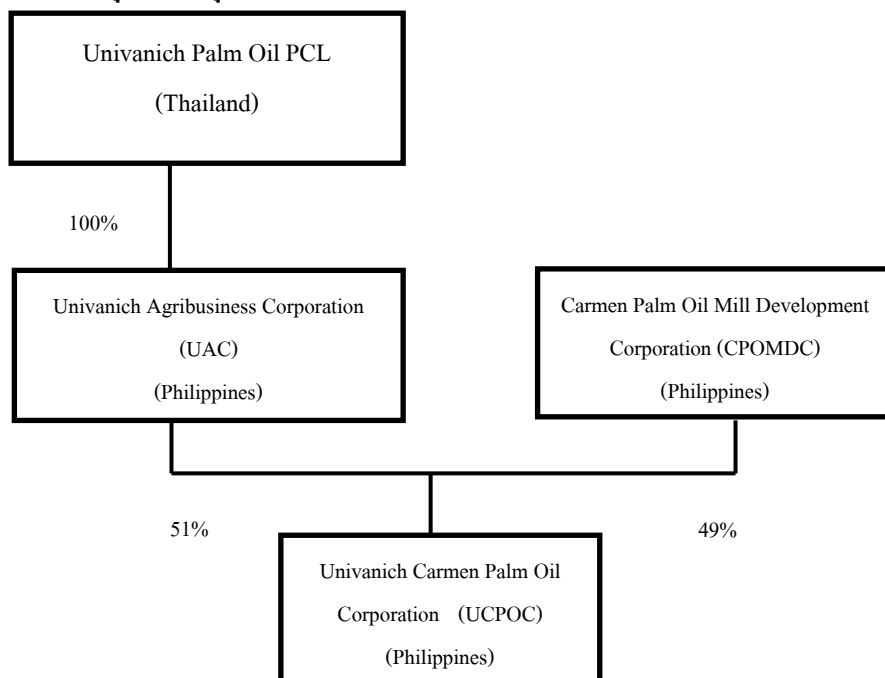 Univanich Palm Oil PCL
(Thailand)
100%
Univanich Agribusiness Corporation
(UAC)
(Philippines)
Carmen Palm Oil Mill Development
Corporation (CPOMDC)
(Philippines)
51%
49%
Univanich Carmen Palm Oil
Corporation (UCPOC)
(Philippines)